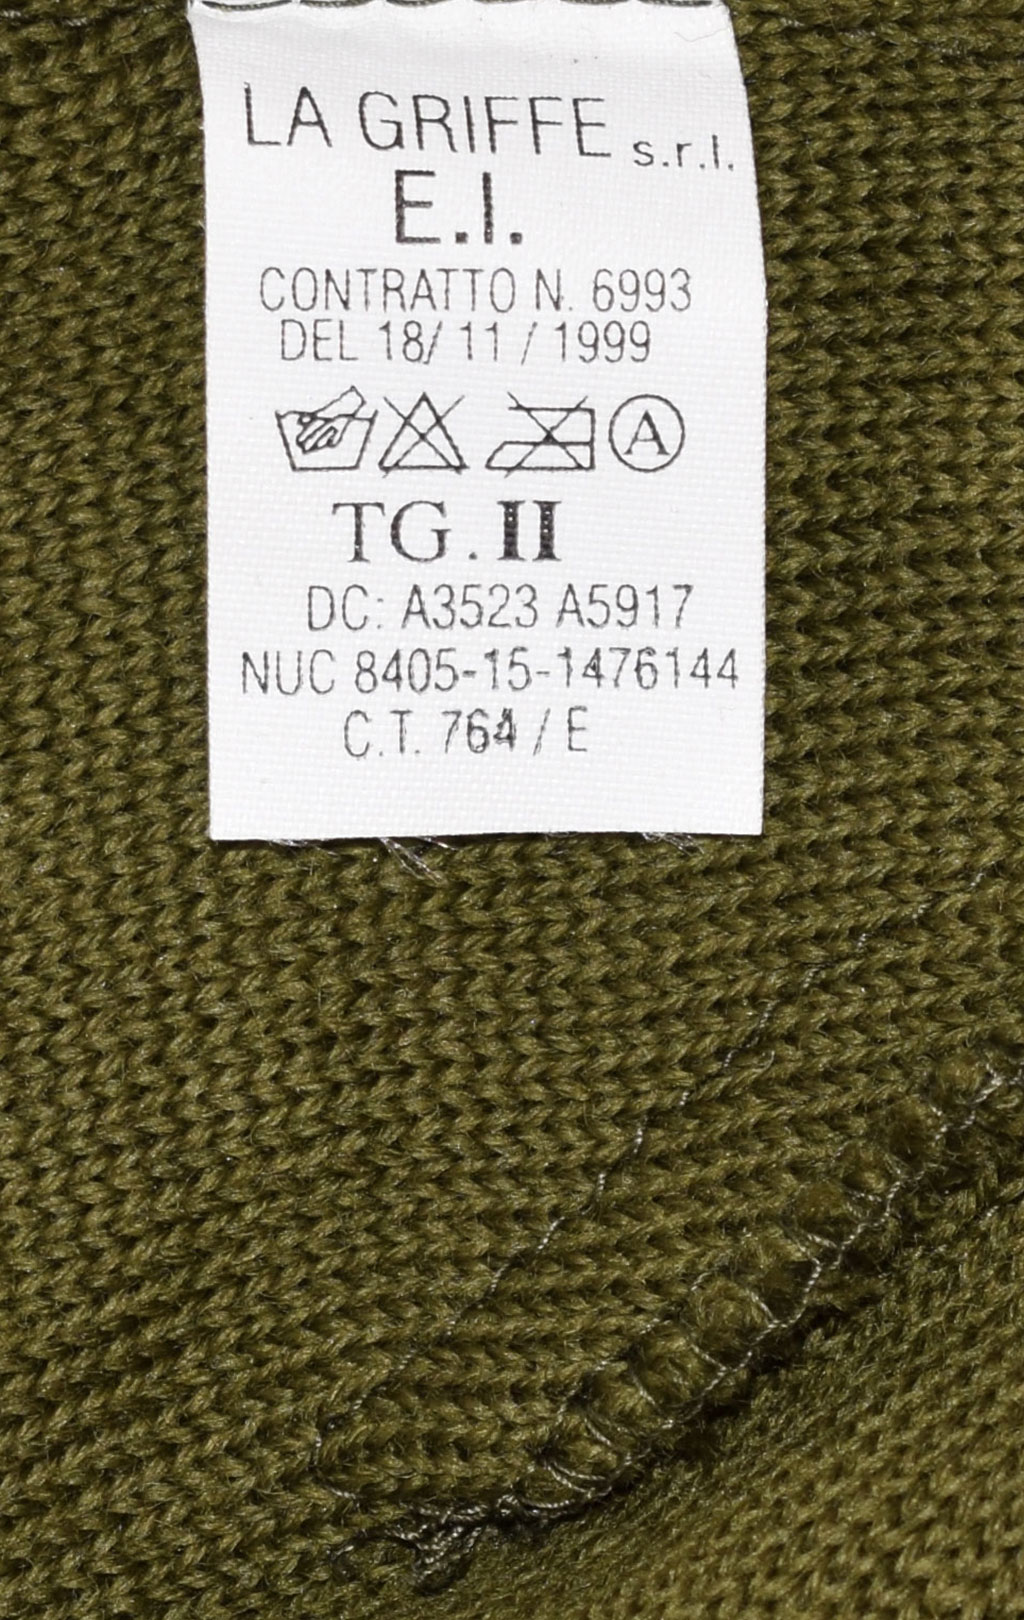 LA GRIFFE s.r.l.
E.I.
CONTRATTO N. 6993
DEL 18/ 11 / 1999
A
TG. II
DC: A3523 A5917
NUC 8405-15-1476144
C.T. 764 / E